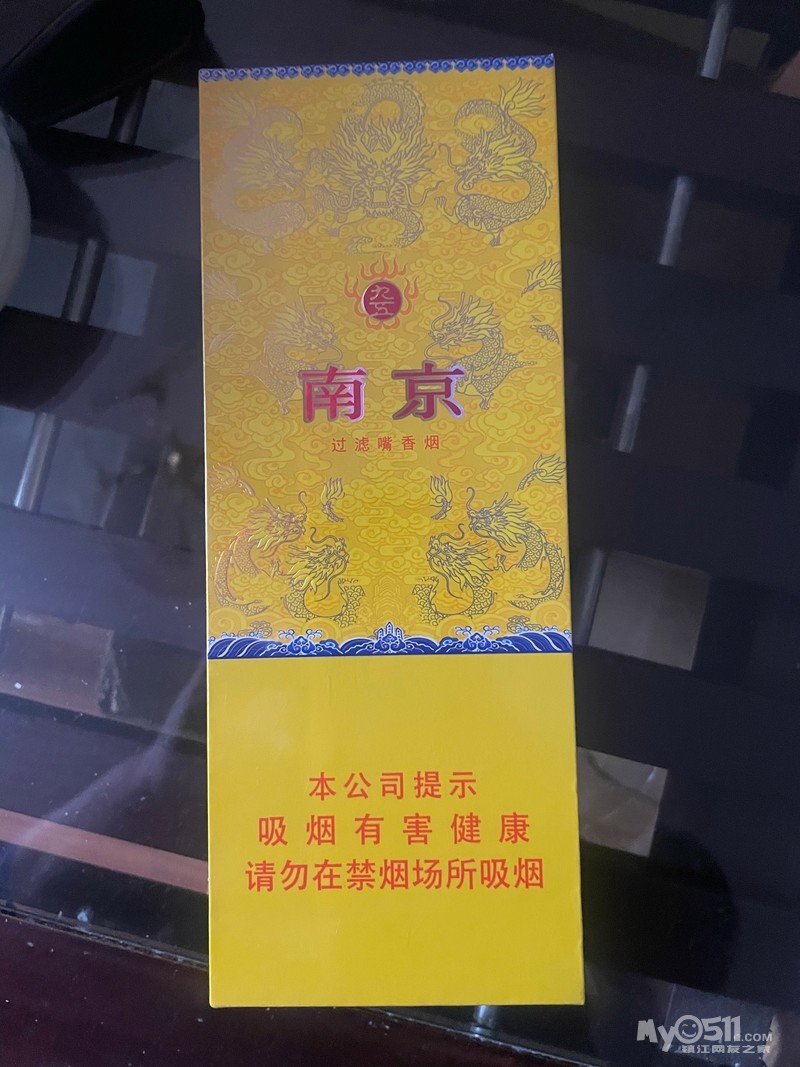 九五
南京
过滤嘴香烟
本公司提示
吸烟有害健康
请勿在禁烟场所吸烟
My0511.COM
镇江网友之家